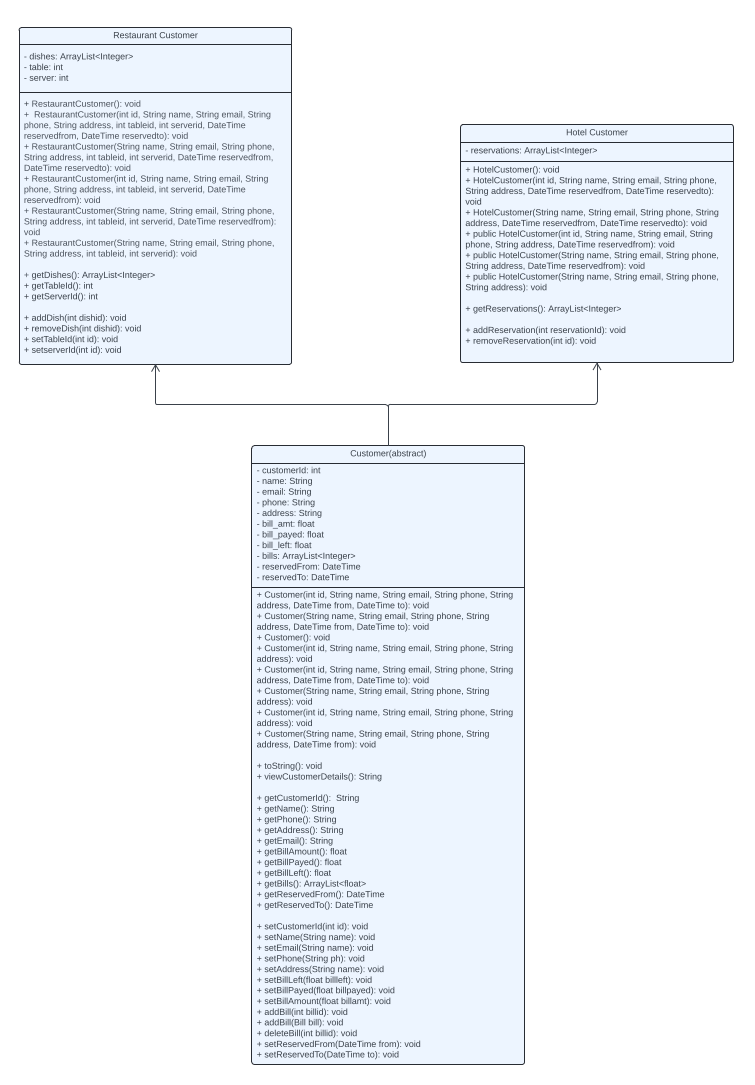 Restaurant Customer
- dishes: ArrayList<Integer>
- table: int
- server: int
+ RestaurantCustomer(): void
+  RestaurantCustomer(int id, String name, String email, String
phone, String address, int tableid, int serverid, DateTime
reservedfrom, DateTime reservedto): void
+ RestaurantCustomer(String name, String email, String phone,
String address, int tableid, int serverid, DateTime reservedfrom,
DateTime reservedto): void
+ RestaurantCustomer(int id, String name, String email, String
phone, String address, int tableid, int serverid, DateTime
reservedfrom): void
+ RestaurantCustomer(String name, String email, String phone,
String address, int tableid, int serverid, DateTime reservedfrom):
void
+ RestaurantCustomer(String name, String email, String phone,
String address, int tableid, int serverid): void
+ getDishes(): ArrayList<Integer>
+ getTableId(): int
+ getServerId(): int
+ addDish(int dishid): void
+ removeDish(int dishid): void
+ setTableId(int id): void
+ setserverId(int id): void
Hotel Customer
- reservations: ArrayList<Integer>
+ HotelCustomer(): void
+ HotelCustomer(int id, String name, String email, String phone,
String address, DateTime reservedfrom, DateTime reservedto):
void
+ HotelCustomer(String name, String email, String phone, String
address, DateTime reservedfrom, DateTime reservedto): void
+ public HotelCustomer(int id, String name, String email, String
phone, String address, DateTime reservedfrom): void
+ public HotelCustomer(String name, String email, String phone,
String address, DateTime reservedfrom): void
+ public HotelCustomer(String name, String email, String phone,
String address): void
+ getReservations(): ArrayList<Integer>
+ addReservation(int reservationId): void
+ removeReservation(int id): void
Customer(abstract)
- customerId: int
- name: String
- email: String
- phone: String
- address: String
- bill_amt: float
- bill_payed: float
- bill_left: float
- bills: ArrayList<Integer>
- reservedFrom: DateTime
- reservedTo: DateTime
+ Customer(int id, String name, String email, String phone, String
address, DateTime from, DateTime to): void
+ Customer(String name, String email, String phone, String
address, DateTime from, DateTime to): void
+ Customer(): void
+ Customer(int id, String name, String email, String phone, String
address): void
+ Customer(int id, String name, String email, String phone, String
address, DateTime from, DateTime to): void
+ Customer(String name, String email, String phone, String
address): void
+ Customer(int id, String name, String email, String phone, String
address): void
+ Customer(String name, String email, String phone, String
address, DateTime from): void
+ toString(): void
+ viewCustomerDetails(): String
+ getCustomerId():  String
+ getName(): String
+ getPhone(): String
+ getAddress(): String
+ getEmail(): String
+ getBillAmount(): float
+ getBillPayed(): float
+ getBillLeft(): float
+ getBills(): ArrayList<float>
+ getReservedFrom(): DateTime
+ getReservedTo(): DateTime
+ setCustomerId(int id): void
+ setName(String name): void
+ setEmail(String name): void
+ setPhone(String ph): void
+ setAddress(String name): void
+ setBillLeft(float billleft): void
+ setBillPayed(float billpayed): void
+ setBillAmount(float billamt): void
+ addBill(int billid): void
+ addBill(Bill bill): void
+ deleteBill(int billid): void
+ setReservedFrom(DateTime from): void
+ setReservedTo(DateTime to): void